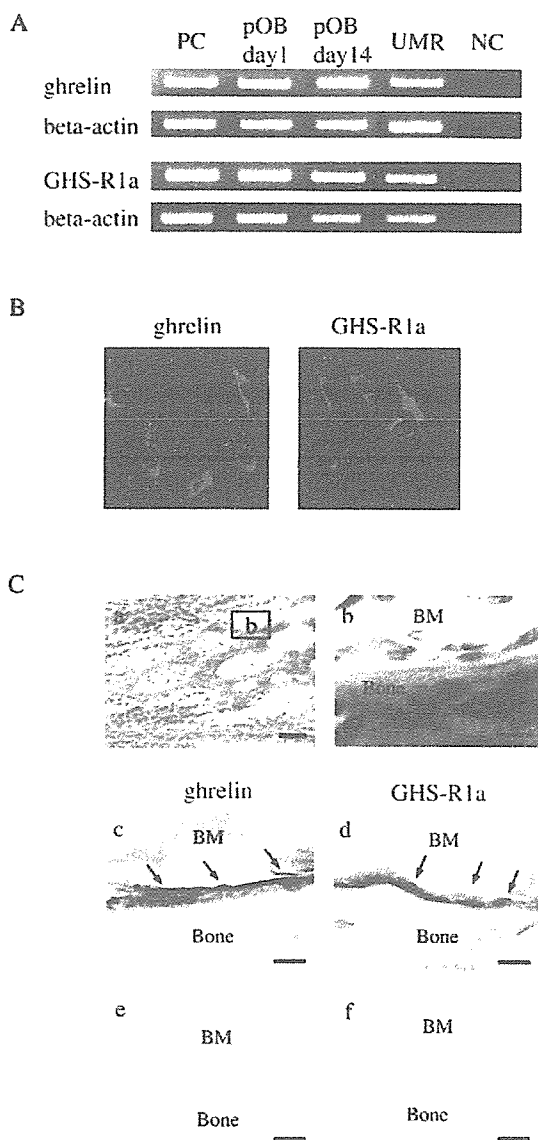 A
PC pOB day1 pOB day14 UMR NC
ghrelin
beta-actin
GHS-R1a
beta-actin
B
ghrelin GHS-R1a
C
a b b BM
Bone
ghrelin GHS-R1a
c BM d BM
Bone Bone
e BM f BM
Bone Bone